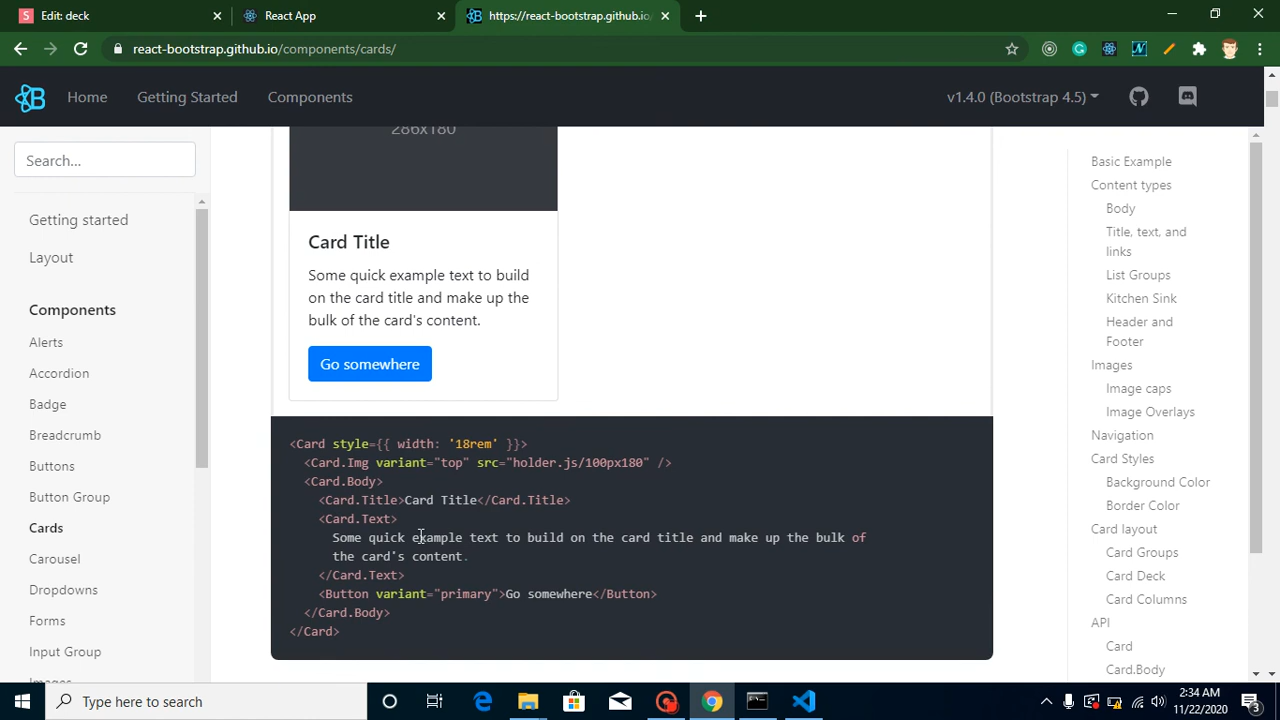 Edit: deck
React App
https://react-bootstrap.github.io/
react-bootstrap.github.io/components/cards/
Home
Getting Started
Components
v1.4.0 (Bootstrap 4.5)
Search...
Getting started
Layout
Components
Alerts
Accordion
Badge
Breadcrumb
Buttons
Button Group
Cards
Carousel
Dropdowns
Forms
Input Group
Images
286x180
Card Title
Some quick example text to build
on the card title and make up the
bulk of the card's content.
Go somewhere
<Card style={{ width: '18rem' }}>
  <Card.Img variant="top" src="holder.js/100px180" />
  <Card.Body>
    <Card.Title>Card Title</Card.Title>
    <Card.Text>
      Some quick example text to build on the card title and make up the bulk of
      the card's content.
    </Card.Text>
    <Button variant="primary">Go somewhere</Button>
  </Card.Body>
</Card>
Basic Example
Content types
Body
Title, text, and
links
List Groups
Kitchen Sink
Header and
Footer
Images
Image caps
Image Overlays
Navigation
Card Styles
Background Color
Border Color
Card layout
Card Groups
Card Deck
Card Columns
API
Card
Card.Body
Type here to search
2:34 AM
11/22/2020
3